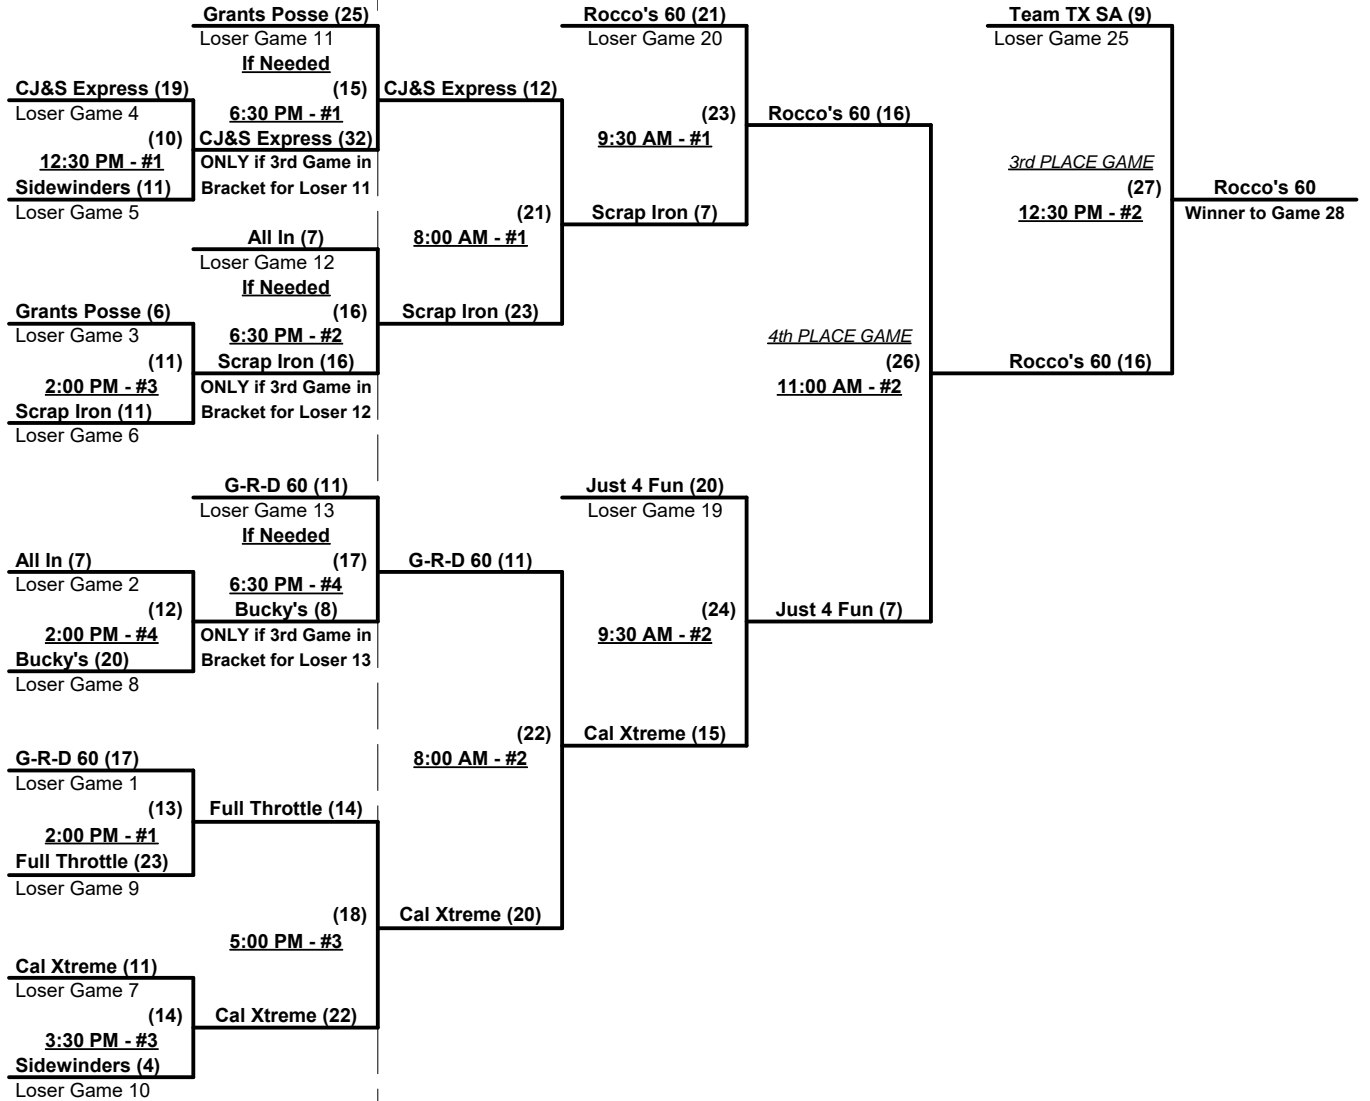 Grants Posse (25)
Loser Game 11
If Needed
(15)
6:30 PM - #1
CJ&S Express (32)
ONLY if 3rd Game in
Bracket for Loser 11
CJ&S Express (19)
Loser Game 4
(10)
12:30 PM - #1
Sidewinders (11)
Loser Game 5
All In (7)
Loser Game 12
If Needed
(16)
6:30 PM - #2
Scrap Iron (16)
ONLY if 3rd Game in
Bracket for Loser 12
Grants Posse (6)
Loser Game 3
(11)
2:00 PM - #3
Scrap Iron (11)
Loser Game 6
G-R-D 60 (11)
Loser Game 13
If Needed
(17)
6:30 PM - #4
Bucky's (8)
ONLY if 3rd Game in
Bracket for Loser 13
All In (7)
Loser Game 2
(12)
2:00 PM - #4
Bucky's (20)
Loser Game 8
G-R-D 60 (17)
Loser Game 1
(13)
2:00 PM - #1
Full Throttle (23)
Loser Game 9
Full Throttle (14)
(18)
5:00 PM - #3
Cal Xtreme (22)
Cal Xtreme (11)
Loser Game 7
(14)
3:30 PM - #3
Sidewinders (4)
Loser Game 10
CJ&S Express (12)
(21)
8:00 AM - #1
Scrap Iron (23)
G-R-D 60 (11)
(22)
8:00 AM - #2
Cal Xtreme (20)
Rocco's 60 (21)
Loser Game 20
(23)
9:30 AM - #1
Scrap Iron (7)
Just 4 Fun (20)
Loser Game 19
(24)
9:30 AM - #2
Cal Xtreme (15)
Rocco's 60 (16)
4th PLACE GAME
(26)
11:00 AM - #2
Just 4 Fun (7)
Team TX SA (9)
Loser Game 25
3rd PLACE GAME
(27)
12:30 PM - #2
Rocco's 60 (16)
Rocco's 60
Winner to Game 28